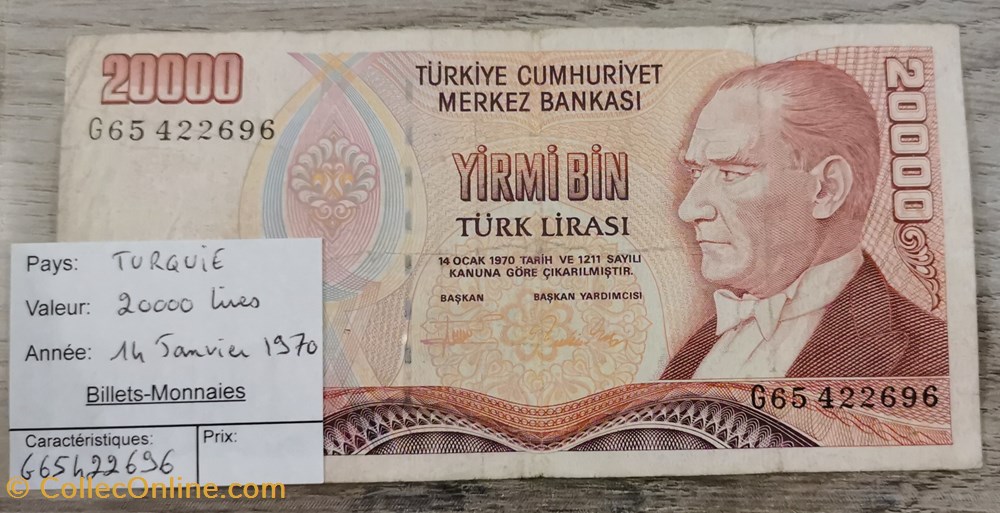 20000
G65 422696
TÜRKİYE CUMHURİYET
MERKEZ BANKASI
YİRMİ BİN
TÜRK LİRASI
14 OCAK 1970 TARİH VE 1211 SAYILI
KANUNA GÖRE ÇIKARILMIŞTIR.
BAŞKAN BAŞKAN YARDIMCISI
20000
G65 422696
Pays: TURQUIE
Valeur: 20000 lires
Année: 14 Janvier 1970
Billets-Monnaies
Caractéristiques: Prix:
G65422696
© CollecOnline.com